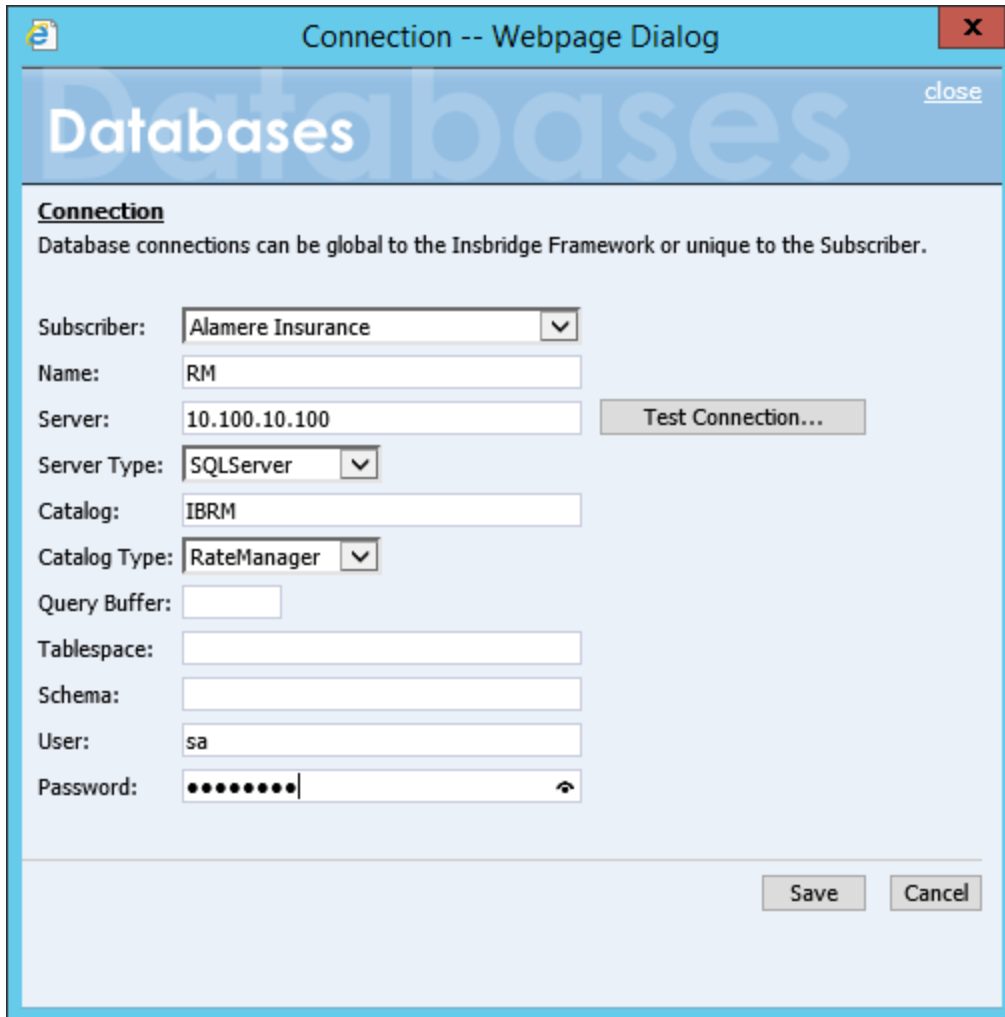 Connection -- Webpage Dialog
x
Databases
close
Databases
Connection
Database connections can be global to the Insbridge Framework or unique to the Subscriber.
Subscriber: Alamere Insurance
Name: RM
Server: 10.100.10.100 Test Connection...
Server Type: SQLServer
Catalog: IBRM
Catalog Type: RateManager
Query Buffer:
Tablespace:
Schema:
User: sa
Password: ●●●●●●●●
Save Cancel